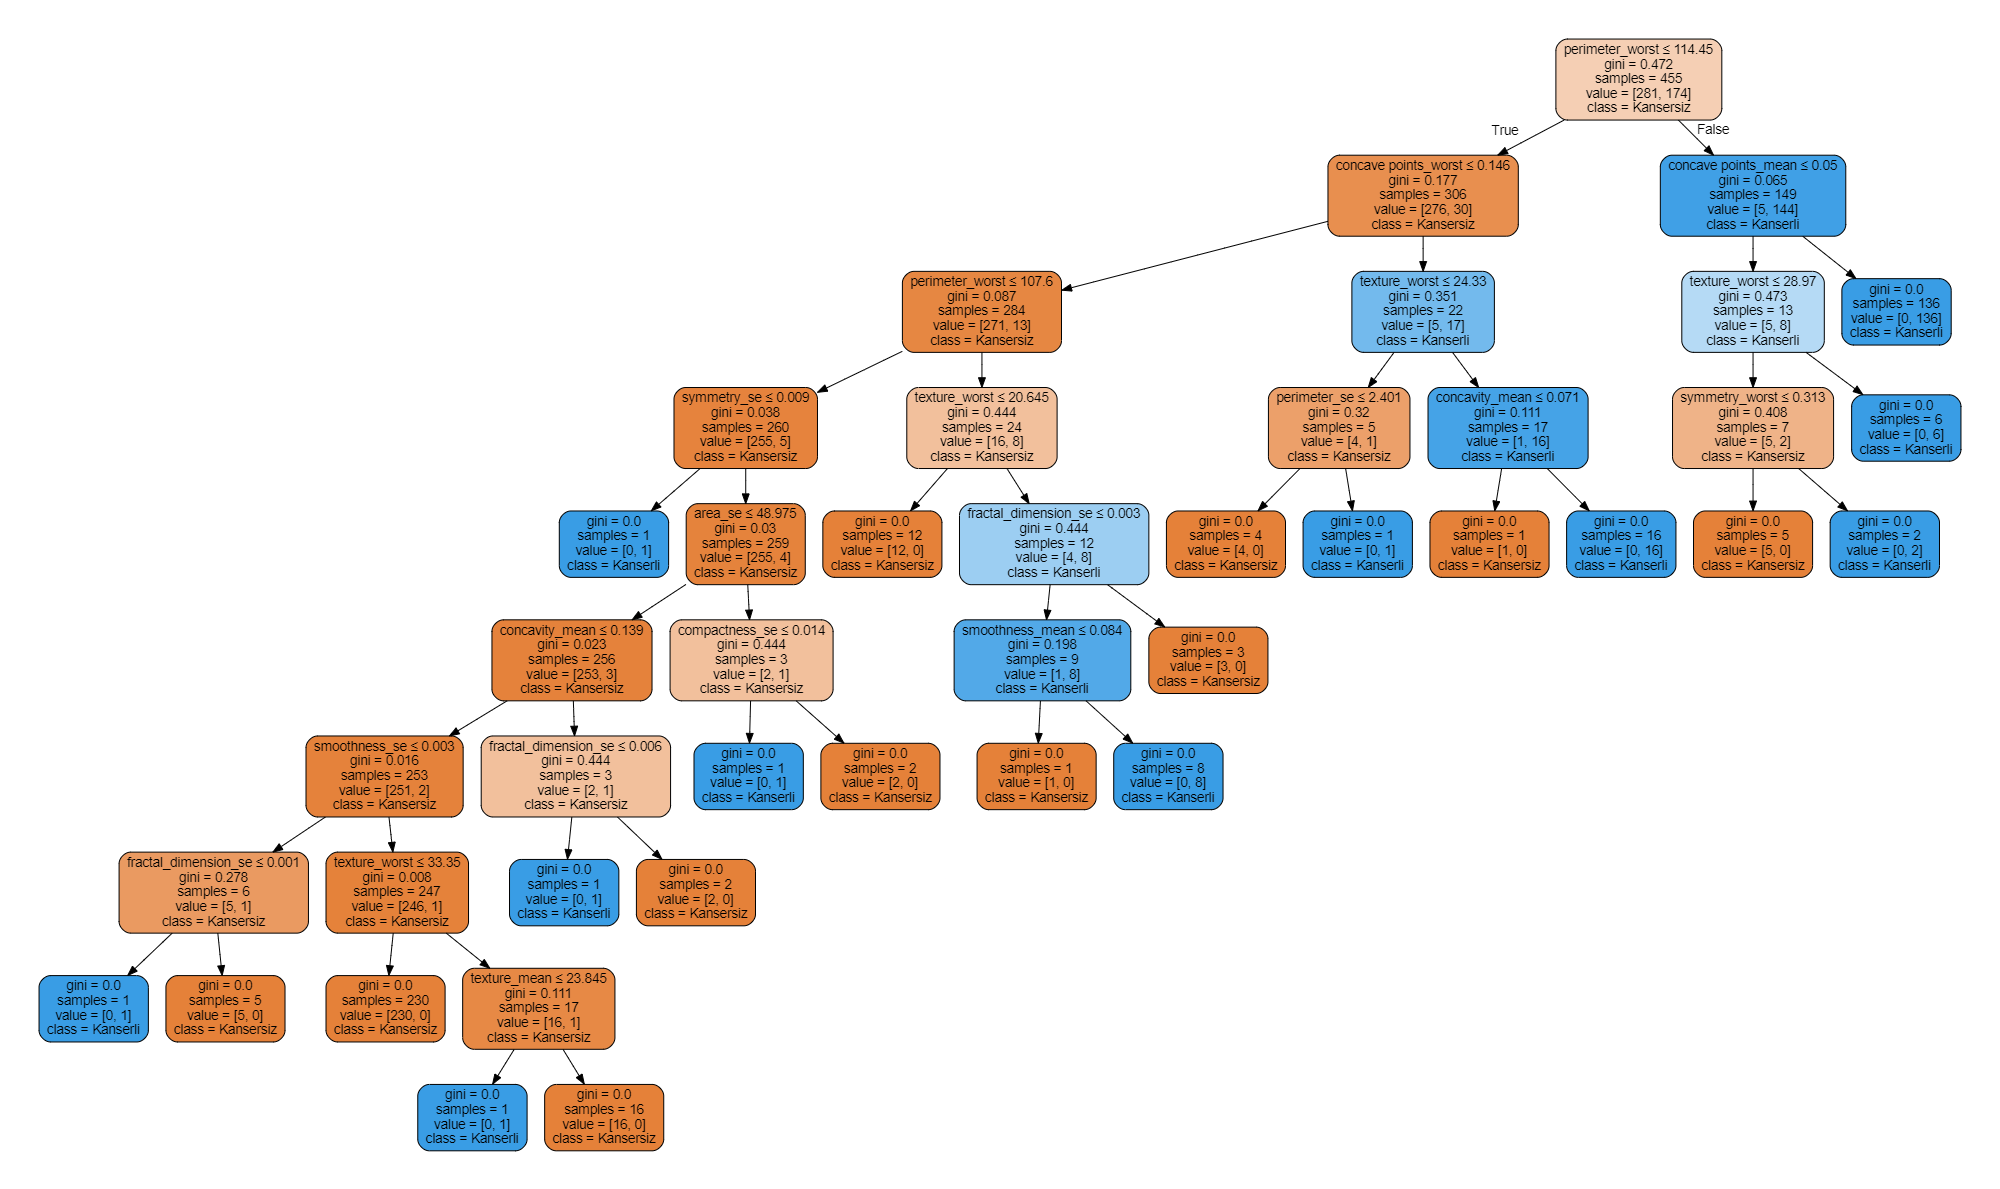 perimeter_worst ≤ 114.45
gini = 0.472
samples = 455
value = [281, 174]
class = Kansersiz
True
False
concave points_worst ≤ 0.146
gini = 0.177
samples = 306
value = [276, 30]
class = Kansersiz
concave points_mean ≤ 0.05
gini = 0.065
samples = 149
value = [5, 144]
class = Kanserli
perimeter_worst ≤ 107.6
gini = 0.087
samples = 284
value = [271, 13]
class = Kansersiz
texture_worst ≤ 24.33
gini = 0.351
samples = 22
value = [5, 17]
class = Kanserli
texture_worst ≤ 28.97
gini = 0.473
samples = 13
value = [5, 8]
class = Kanserli
gini = 0.0
samples = 136
value = [0, 136]
class = Kanserli
symmetry_se ≤ 0.009
gini = 0.038
samples = 260
value = [255, 5]
class = Kansersiz
texture_worst ≤ 20.645
gini = 0.444
samples = 24
value = [16, 8]
class = Kansersiz
perimeter_se ≤ 2.401
gini = 0.32
samples = 5
value = [4, 1]
class = Kansersiz
concavity_mean ≤ 0.071
gini = 0.111
samples = 17
value = [1, 16]
class = Kanserli
symmetry_worst ≤ 0.313
gini = 0.408
samples = 7
value = [5, 2]
class = Kansersiz
gini = 0.0
samples = 6
value = [0, 6]
class = Kanserli
gini = 0.0
samples = 1
value = [0, 1]
class = Kanserli
area_se ≤ 48.975
gini = 0.03
samples = 259
value = [255, 4]
class = Kansersiz
gini = 0.0
samples = 12
value = [12, 0]
class = Kansersiz
fractal_dimension_se ≤ 0.003
gini = 0.444
samples = 12
value = [4, 8]
class = Kanserli
gini = 0.0
samples = 4
value = [4, 0]
class = Kansersiz
gini = 0.0
samples = 1
value = [0, 1]
class = Kanserli
gini = 0.0
samples = 1
value = [1, 0]
class = Kansersiz
gini = 0.0
samples = 16
value = [0, 16]
class = Kanserli
gini = 0.0
samples = 5
value = [5, 0]
class = Kansersiz
gini = 0.0
samples = 2
value = [0, 2]
class = Kanserli
concavity_mean ≤ 0.139
gini = 0.023
samples = 256
value = [253, 3]
class = Kansersiz
compactness_se ≤ 0.014
gini = 0.444
samples = 3
value = [2, 1]
class = Kansersiz
smoothness_mean ≤ 0.084
gini = 0.198
samples = 9
value = [1, 8]
class = Kanserli
gini = 0.0
samples = 3
value = [3, 0]
class = Kansersiz
smoothness_se ≤ 0.003
gini = 0.016
samples = 253
value = [251, 2]
class = Kansersiz
fractal_dimension_se ≤ 0.006
gini = 0.444
samples = 3
value = [2, 1]
class = Kansersiz
gini = 0.0
samples = 1
value = [0, 1]
class = Kanserli
gini = 0.0
samples = 2
value = [2, 0]
class = Kansersiz
gini = 0.0
samples = 1
value = [1, 0]
class = Kansersiz
gini = 0.0
samples = 8
value = [0, 8]
class = Kanserli
fractal_dimension_se ≤ 0.001
gini = 0.278
samples = 6
value = [5, 1]
class = Kansersiz
texture_worst ≤ 33.35
gini = 0.008
samples = 247
value = [246, 1]
class = Kansersiz
gini = 0.0
samples = 1
value = [0, 1]
class = Kanserli
gini = 0.0
samples = 2
value = [2, 0]
class = Kansersiz
gini = 0.0
samples = 1
value = [0, 1]
class = Kanserli
gini = 0.0
samples = 5
value = [5, 0]
class = Kansersiz
gini = 0.0
samples = 230
value = [230, 0]
class = Kansersiz
texture_mean ≤ 23.845
gini = 0.111
samples = 17
value = [16, 1]
class = Kansersiz
gini = 0.0
samples = 1
value = [0, 1]
class = Kanserli
gini = 0.0
samples = 16
value = [16, 0]
class = Kansersiz